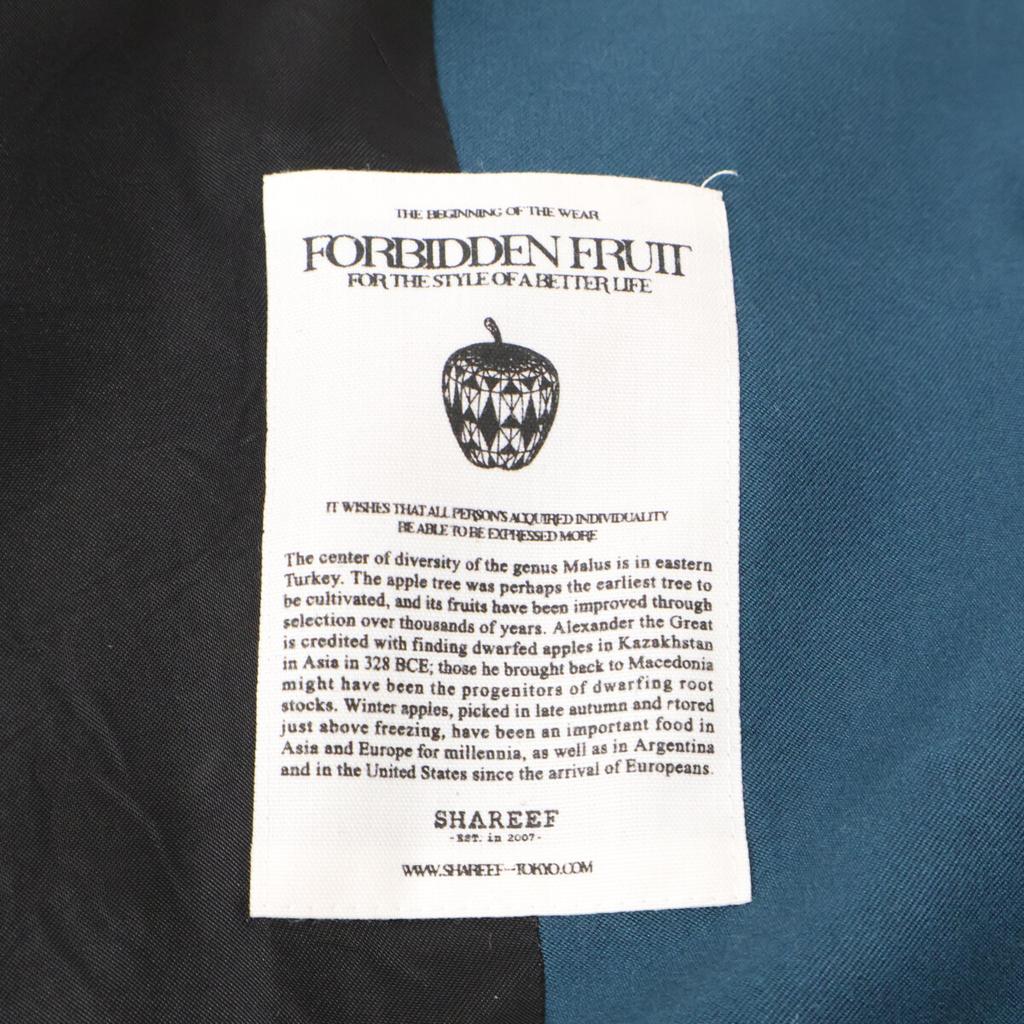 THE BEGINNING OF THE WEAR
FORBIDDEN FRUIT
FOR THE STYLE OF A BETTER LIFE
IT WISHES THAT ALL PERSON'S ACQUIRED INDIVIDUALITY
BE ABLE TO BE EXPRESSED MORE
The center of diversity of the genus Malus is in eastern
Turkey. The apple tree was perhaps the earliest tree to
be cultivated, and its fruits have been improved through
selection over thousands of years. Alexander the Great
is credited with finding dwarfed apples in Kazakhstan
in Asia in 328 BCE; those he brought back to Macedonia
might have been the progenitors of dwarfing root
stocks. Winter apples, picked in late autumn and stored
just above freezing, have been an important food in
Asia and Europe for millennia, as well as in Argentina
and in the United States since the arrival of Europeans.
SHAREEF
-EST. in 2007-
WWW.SHAREEF-TOKYO.COM